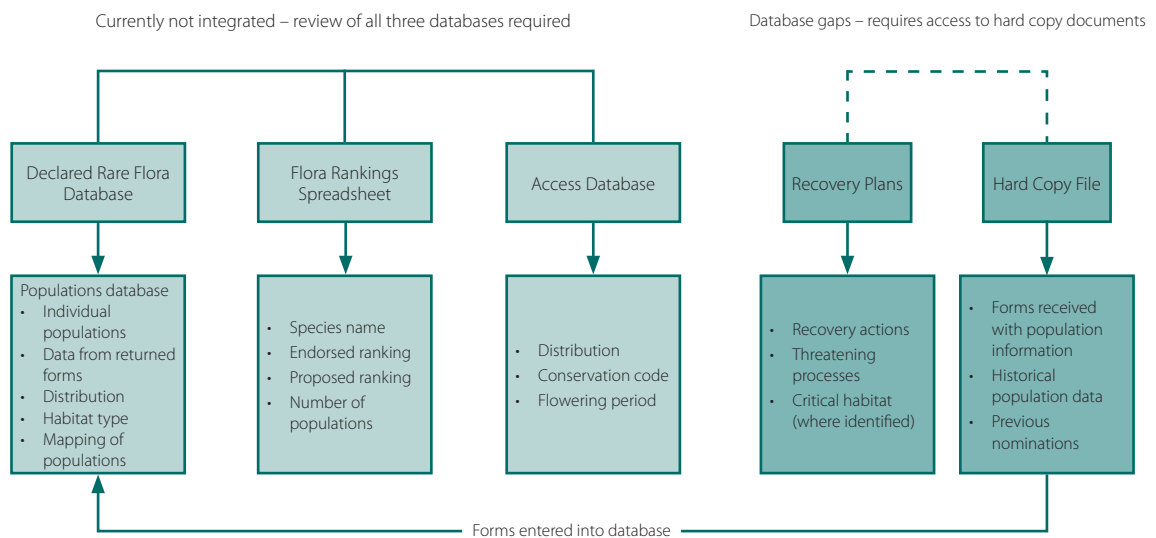 Currently not integrated – review of all three databases required
Database gaps – requires access to hard copy documents
Declared Rare Flora
Database
Flora Rankings
Spreadsheet
Access Database
Recovery Plans
Hard Copy File
Populations database
• Individual
populations
• Data from returned
forms
• Distribution
• Habitat type
• Mapping of
populations
• Species name
• Endorsed ranking
• Proposed ranking
• Number of
populations
• Distribution
• Conservation code
• Flowering period
• Recovery actions
• Threatening
processes
• Critical habitat
(where identified)
• Forms received
with population
information
• Historical
population data
• Previous
nominations
Forms entered into database